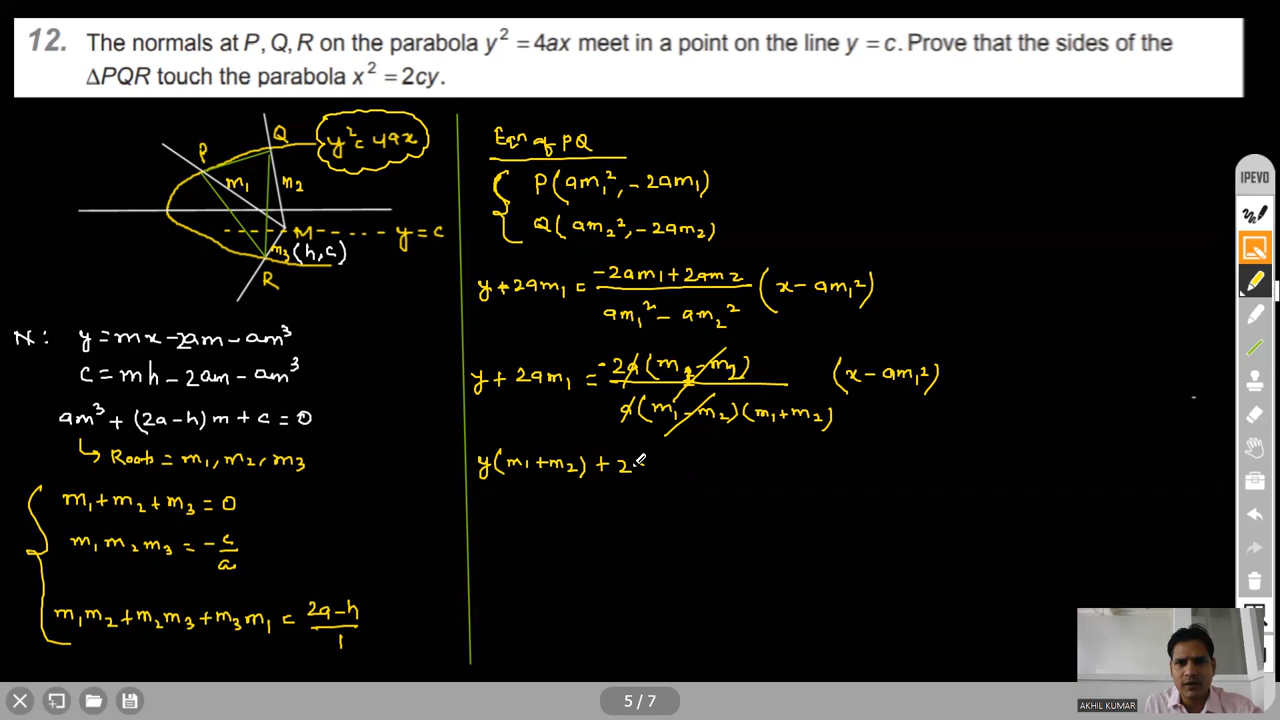 12. The normals at P, Q, R on the parabola y² = 4ax meet in a point on the line y = c. Prove that the sides of the
ΔPQR touch the parabola x² = 2cy.
y² = 4ax
P
Q
m₁
m₂
M
y = c
m₃
(h, c)
R
N: y = mx - 2am - am³
c = mh - 2am - am³
am³ + (2a - h)m + c = 0
↳ Roots = m₁, m₂, m₃
m₁ + m₂ + m₃ = 0
m₁ m₂ m₃ = - c/a
m₁m₂ + m₂m₃ + m₃m₁ = (2a - h)/1
Eqn of PQ
P(am₁², -2am₁)
Q(am₂², -2am₂)
y + 2am₁ = (-2am₁ + 2am₂)/(am₁² - am₂²) (x - am₁²)
y + 2am₁ = -2a(m₁ - m₂)/a(m₁ - m₂)(m₁ + m₂) (x - am₁²)
y(m₁ + m₂) + 2
IPEVO
AKHIL KUMAR
5 / 7